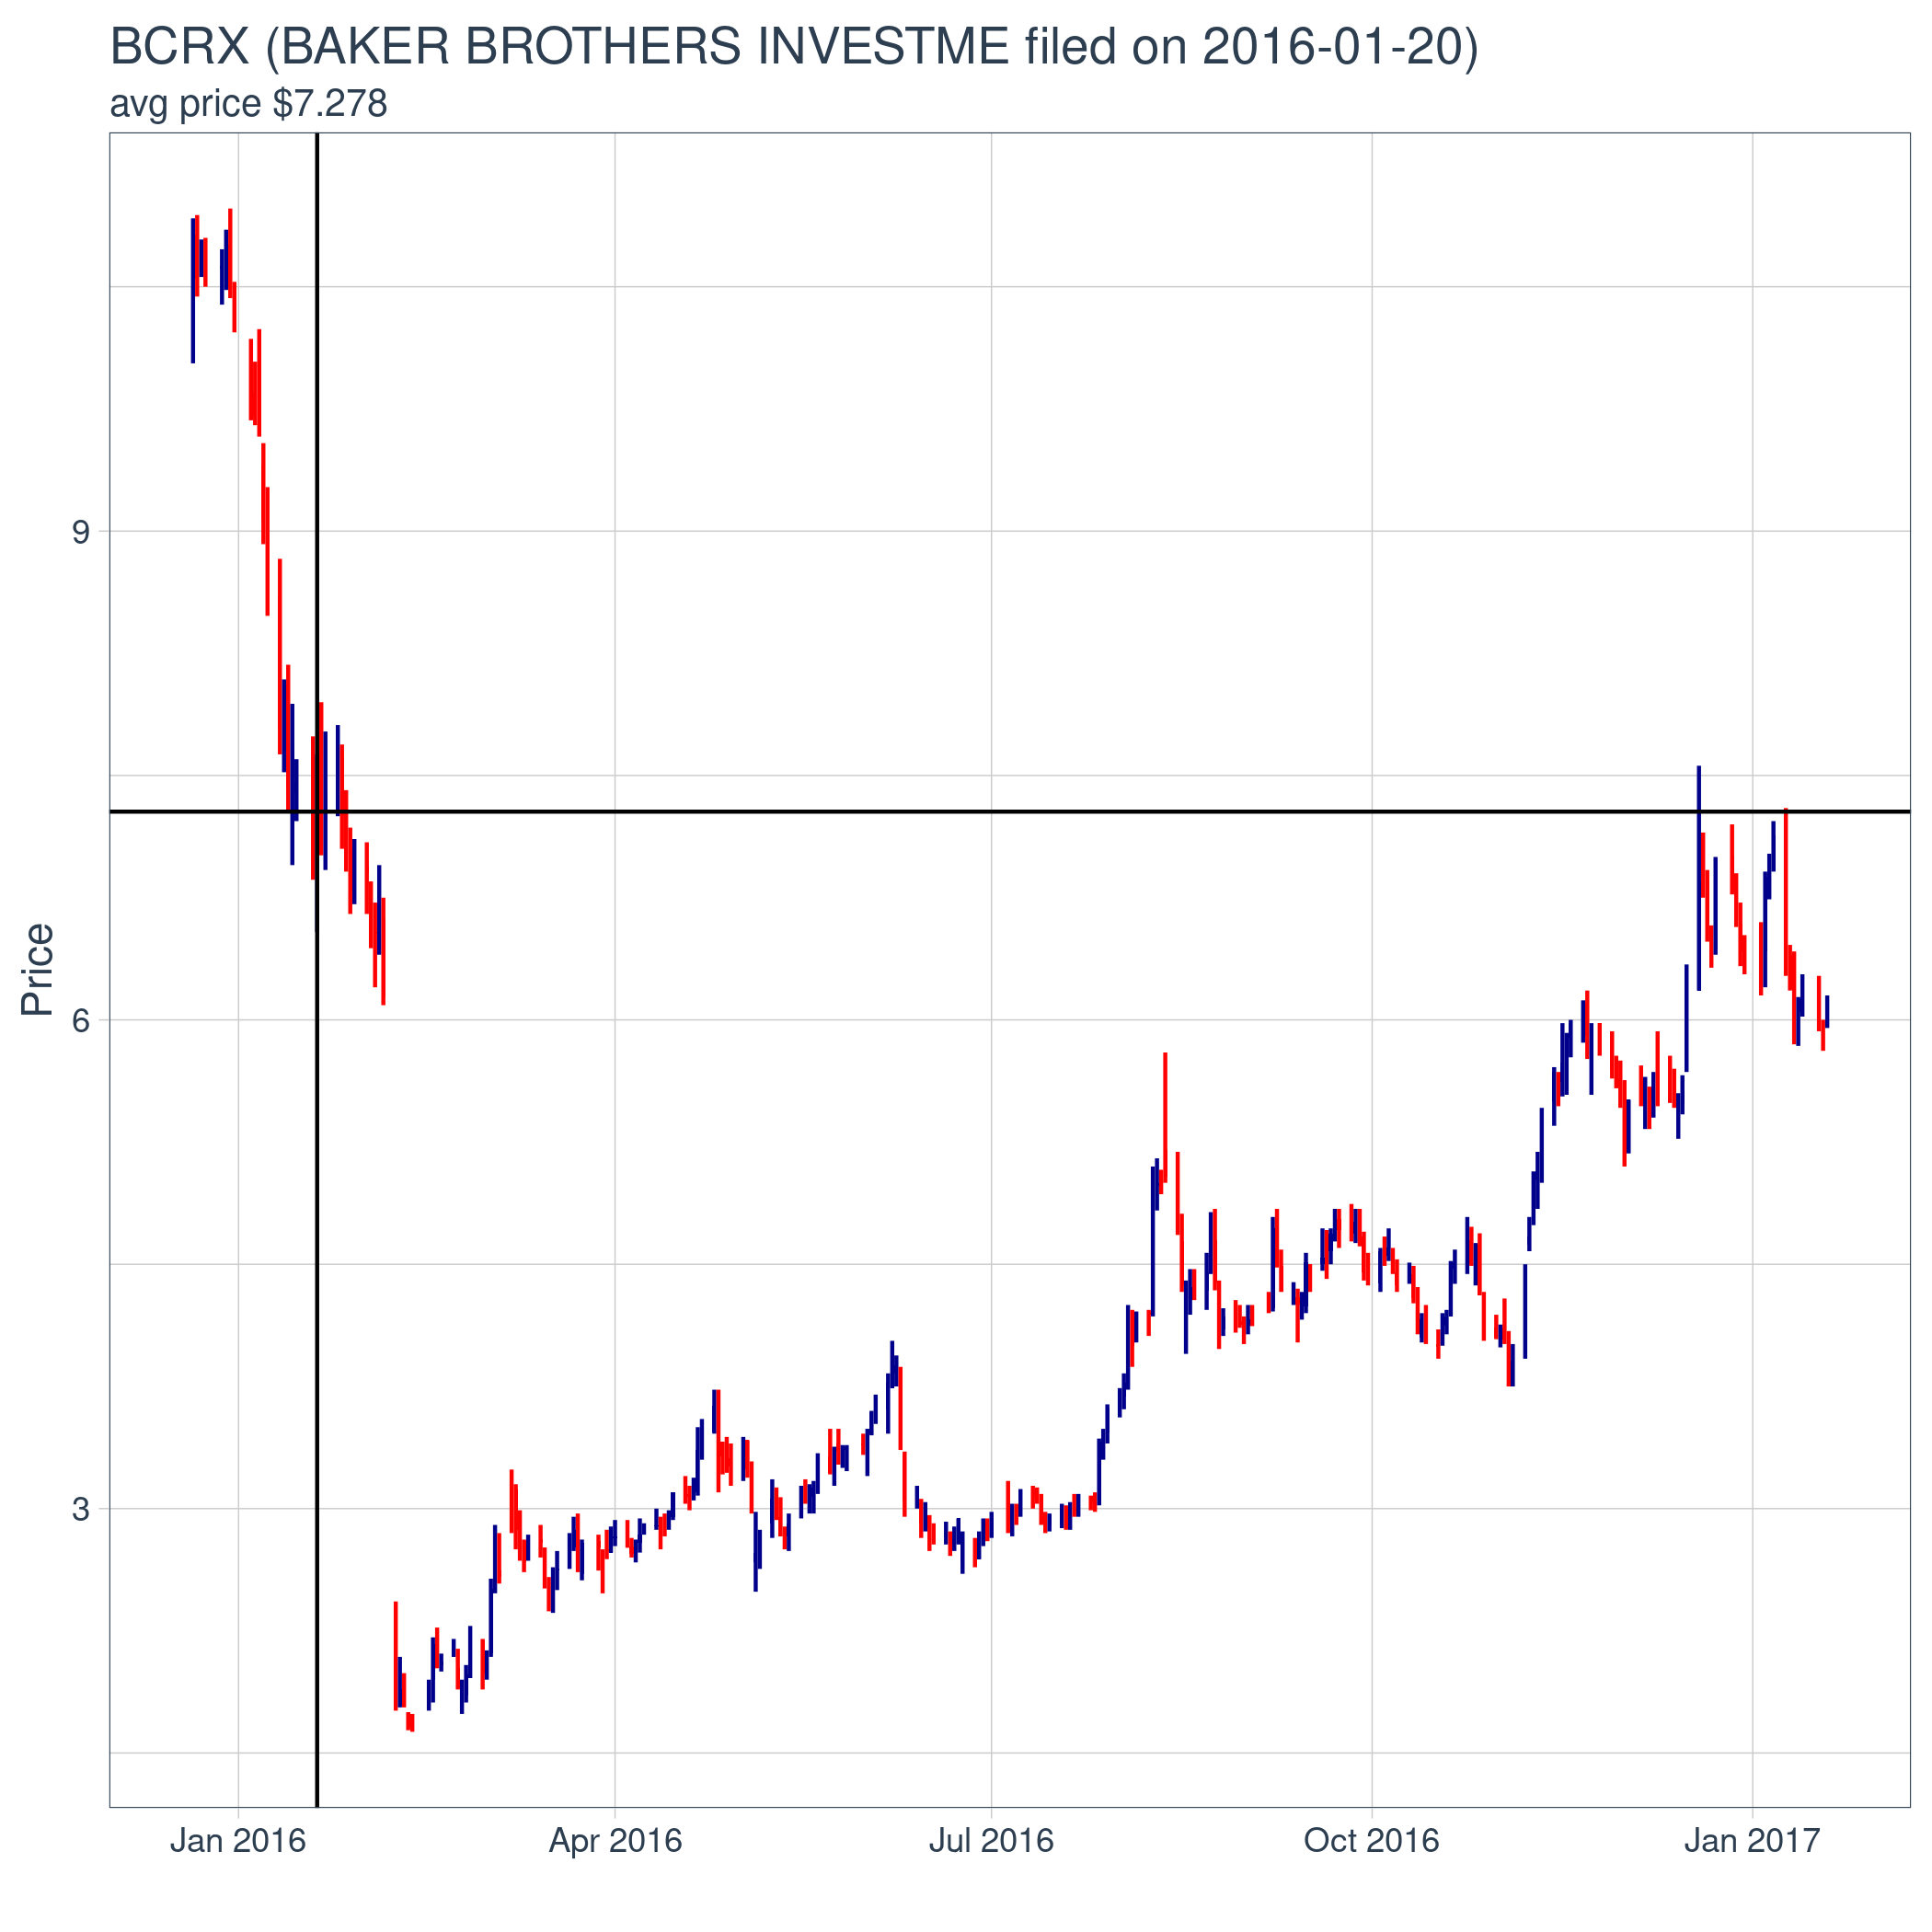 BCRX (BAKER BROTHERS INVESTME filed on 2016-01-20)
avg price $7.278
9
6
3
Price
Jan 2016
Apr 2016
Jul 2016
Oct 2016
Jan 2017